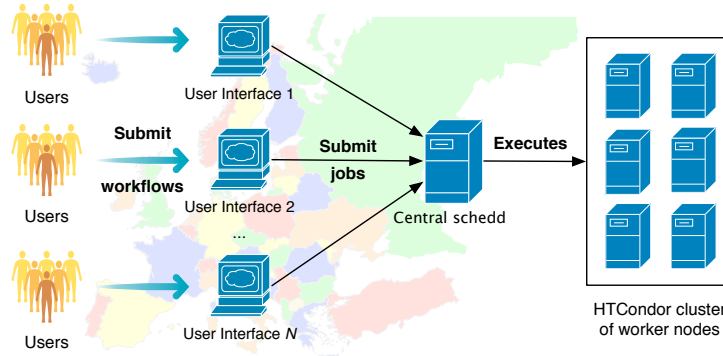 Users
User Interface 1
Submit
workflows
Users
User Interface 2
...
Submit
jobs
Central schedd
Executes
Users
User Interface N
HTCondor cluster
of worker nodes